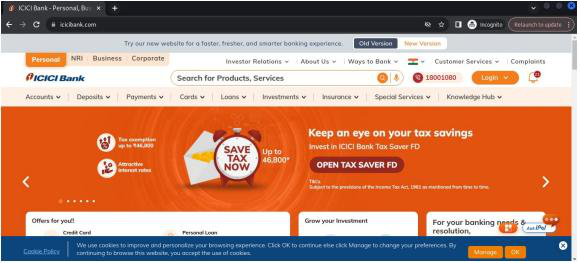 ICICI Bank - Personal, Bus
icicibank.com
Incognito
Relaunch to update
Try our new website for a faster, fresher, and smarter banking experience. Old Version New Version
Personal NRI Business Corporate Investor Relations About Us Ways to Bank Customer Services Complaints
ICICI Bank Search for Products, Services 18001080 Login
Accounts Deposits Payments Cards Loans Investments Insurance Special Services Knowledge Hub
Tax exemption
up to ₹46,800
Attractive
interest rates
SAVE
TAX
NOW
Up to
46,800*
Keep an eye on your tax savings
Invest in ICICI Bank Tax Saver FD
OPEN TAX SAVER FD
T&Cs
Subject to the provisions of the Income Tax Act, 1961 as mentioned from time to time.
Offers for you!!
Credit Card
Personal Loan
Grow your Investment
For your banking needs &
resolution,
Ask iPal
Cookie Policy
We use cookies to improve and personalize your browsing experience. Click OK to continue else click Manage to change your preferences. By
continuing to browse this website, you accept the use of cookies.
Manage OK